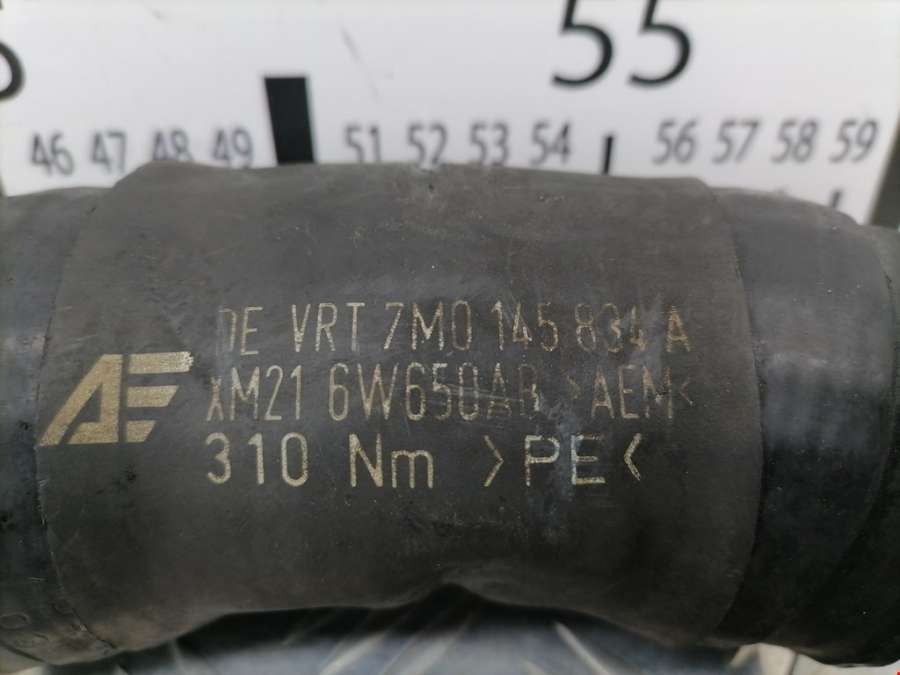 55
46 47 48 49 51 52 53 54 56 57 58 59
DE VRT 7M0 145 834 A
AE
XM21 6W650AB >AEM<
310 Nm >PE<